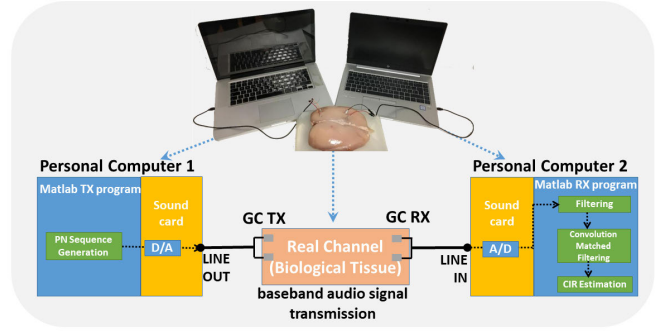 Personal Computer 1
Matlab TX program
Sound
card
PN Sequence
Generation
D/A
LINE
OUT
GC TX
Real Channel
(Biological Tissue)
GC RX
baseband audio signal
transmission
LINE
IN
Personal Computer 2
Matlab RX program
Sound
card
A/D
Filtering
Convolution
Matched
Filtering
CIR Estimation